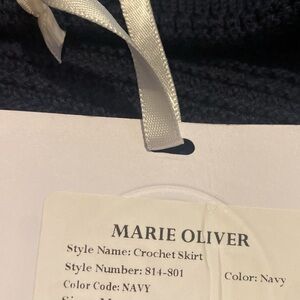 MARIE OLIVER
Style Name: Crochet Skirt
Style Number: 814-801
Color: Navy
Color Code: NAVY